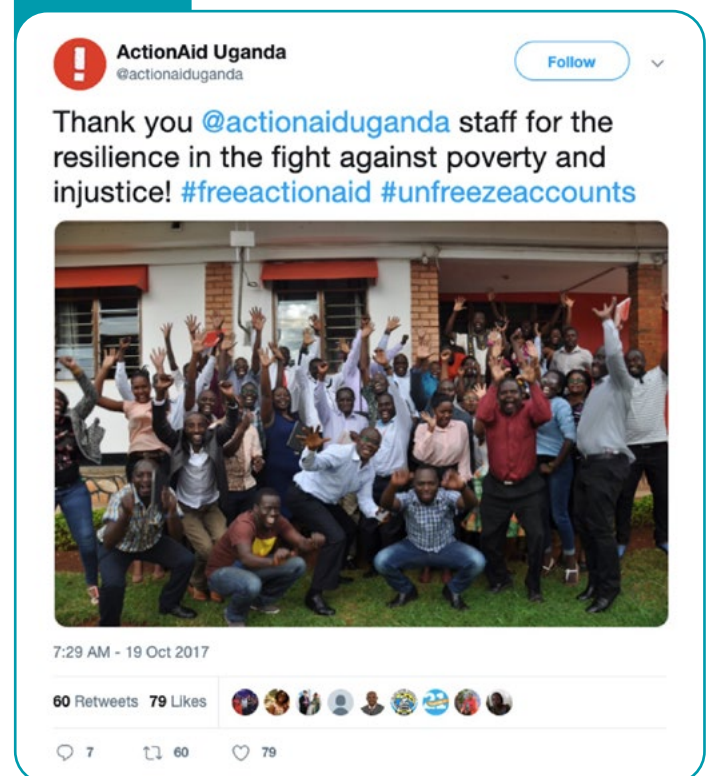 ActionAid Uganda
@actionaiduganda
Follow
Thank you @actionaiduganda staff for the
resilience in the fight against poverty and
injustice! #freeactionaid #unfreezeaccounts
7:29 AM - 19 Oct 2017
60 Retweets 79 Likes
7 60 79